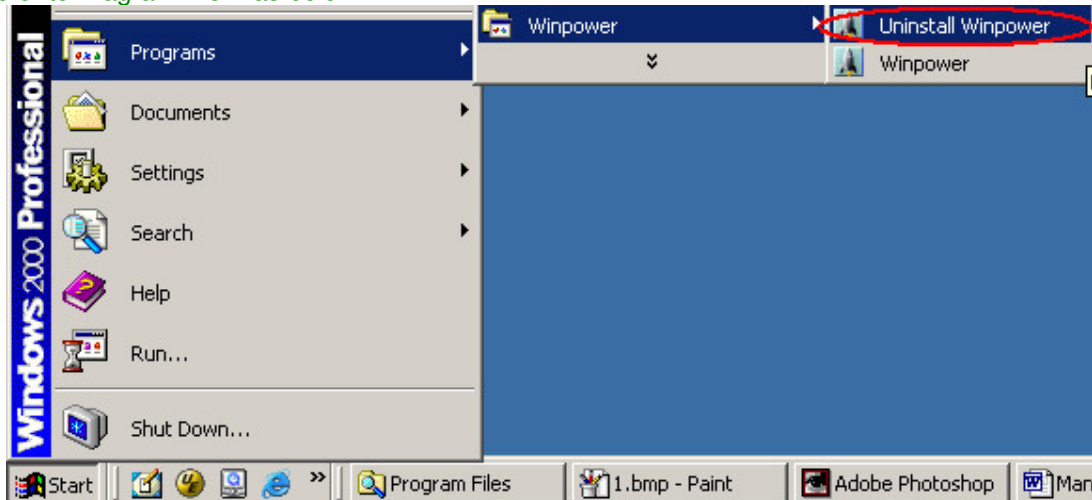 Winpower
Uninstall Winpower
Programs
Winpower
Documents
Settings
Search
Help
Run...
Shut Down...
Windows 2000 Professional
Start
»
Program Files
1.bmp - Paint
Adobe Photoshop